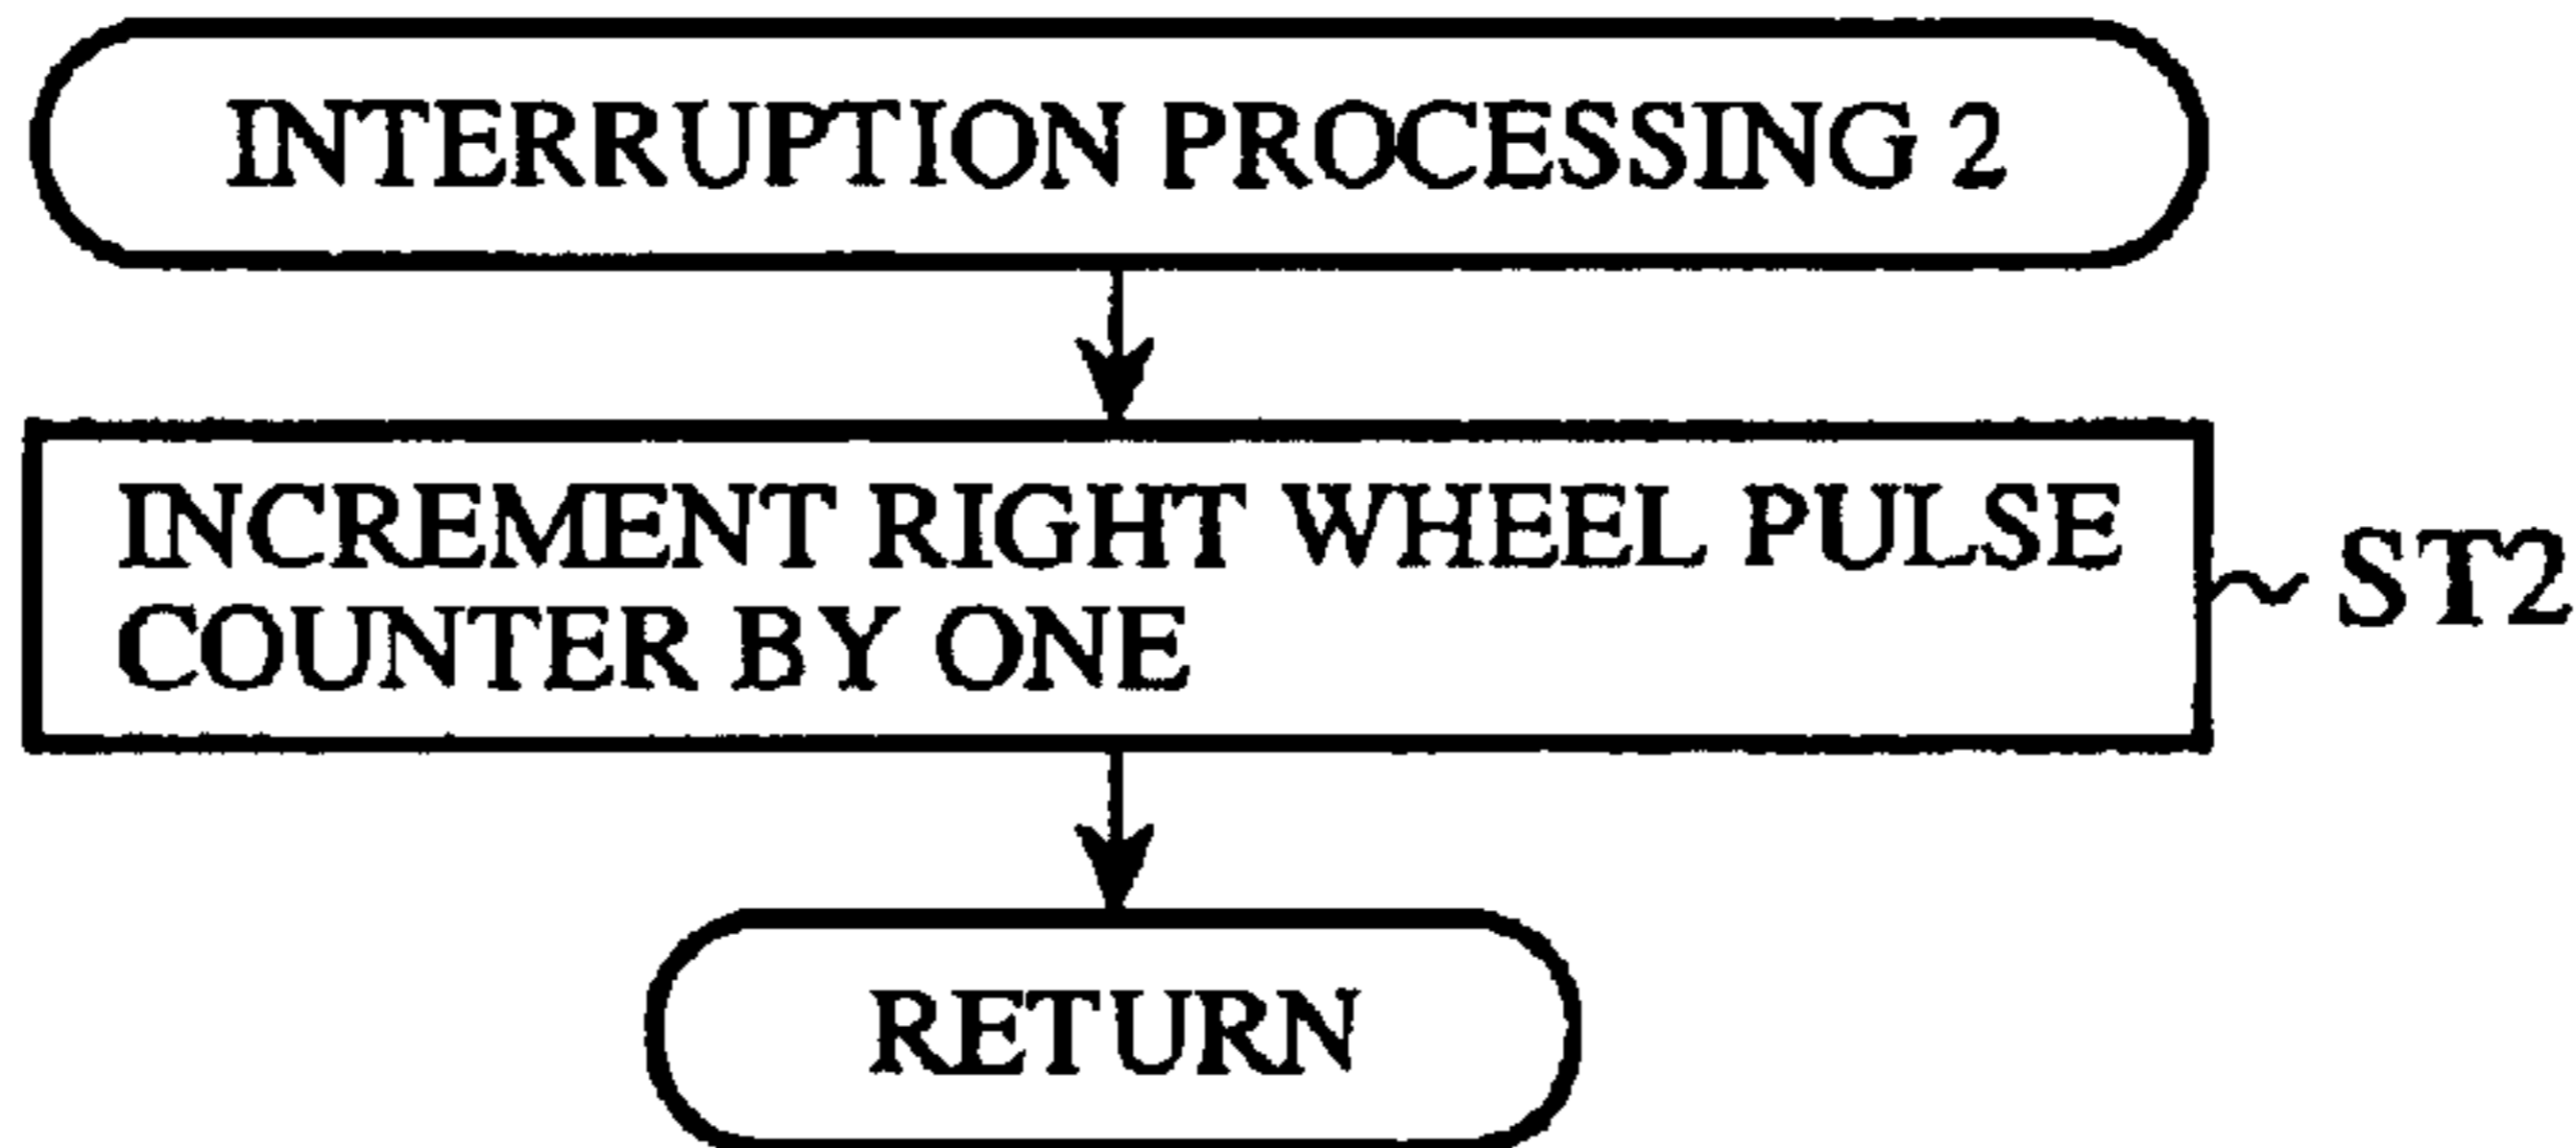 INTERRUPTION PROCESSING 2
INCREMENT RIGHT WHEEL PULSE
COUNTER BY ONE
ST2
RETURN